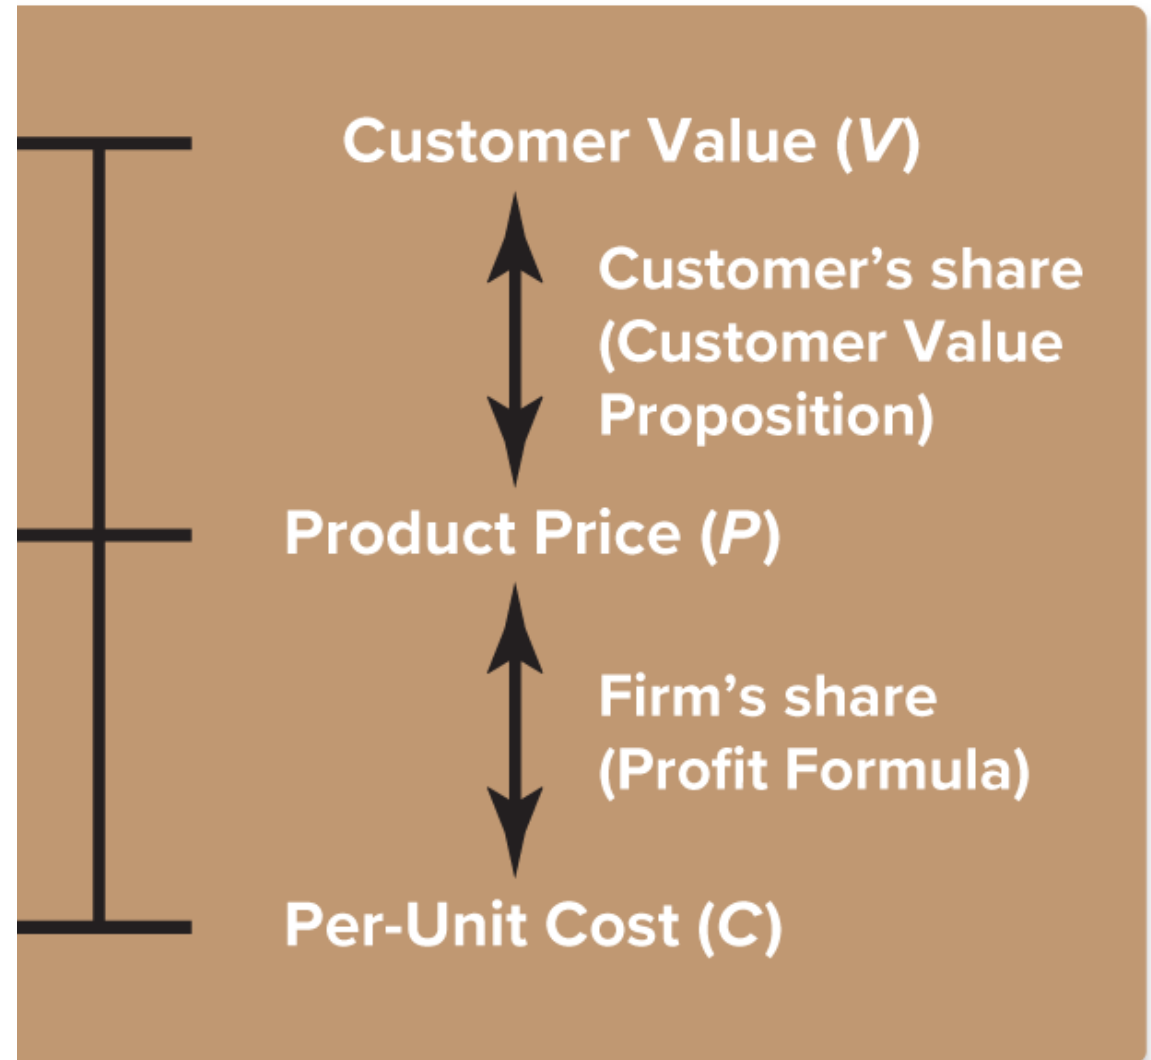 Customer Value (V)
Customer’s share
(Customer Value
Proposition)
Product Price (P)
Firm’s share
(Profit Formula)
Per-Unit Cost (C)